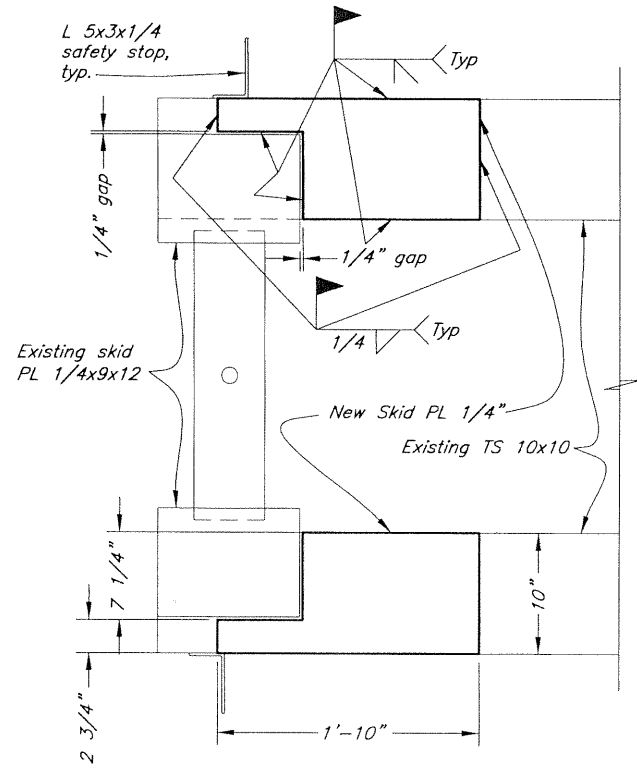 L 5x3x1/4
safety stop,
typ.
Typ
1/4" gap
1/4" gap
1/4
Typ
Existing skid
PL 1/4x9x12
New Skid PL 1/4"
Existing TS 10x10
7 1/4"
10"
2 3/4"
1'-10"